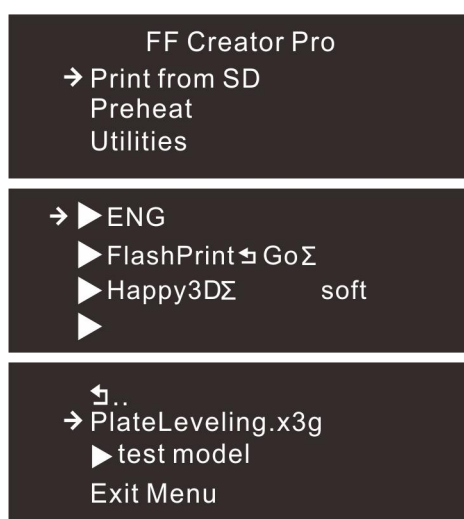 FF Creator Pro
→ Print from SD
Preheat
Utilities
→ ▶ ENG
▶ FlashPrint ⮌ GoΣ
▶ Happy3DΣ soft
▶
⮌..
→ PlateLeveling.x3g
▶ test model
Exit Menu